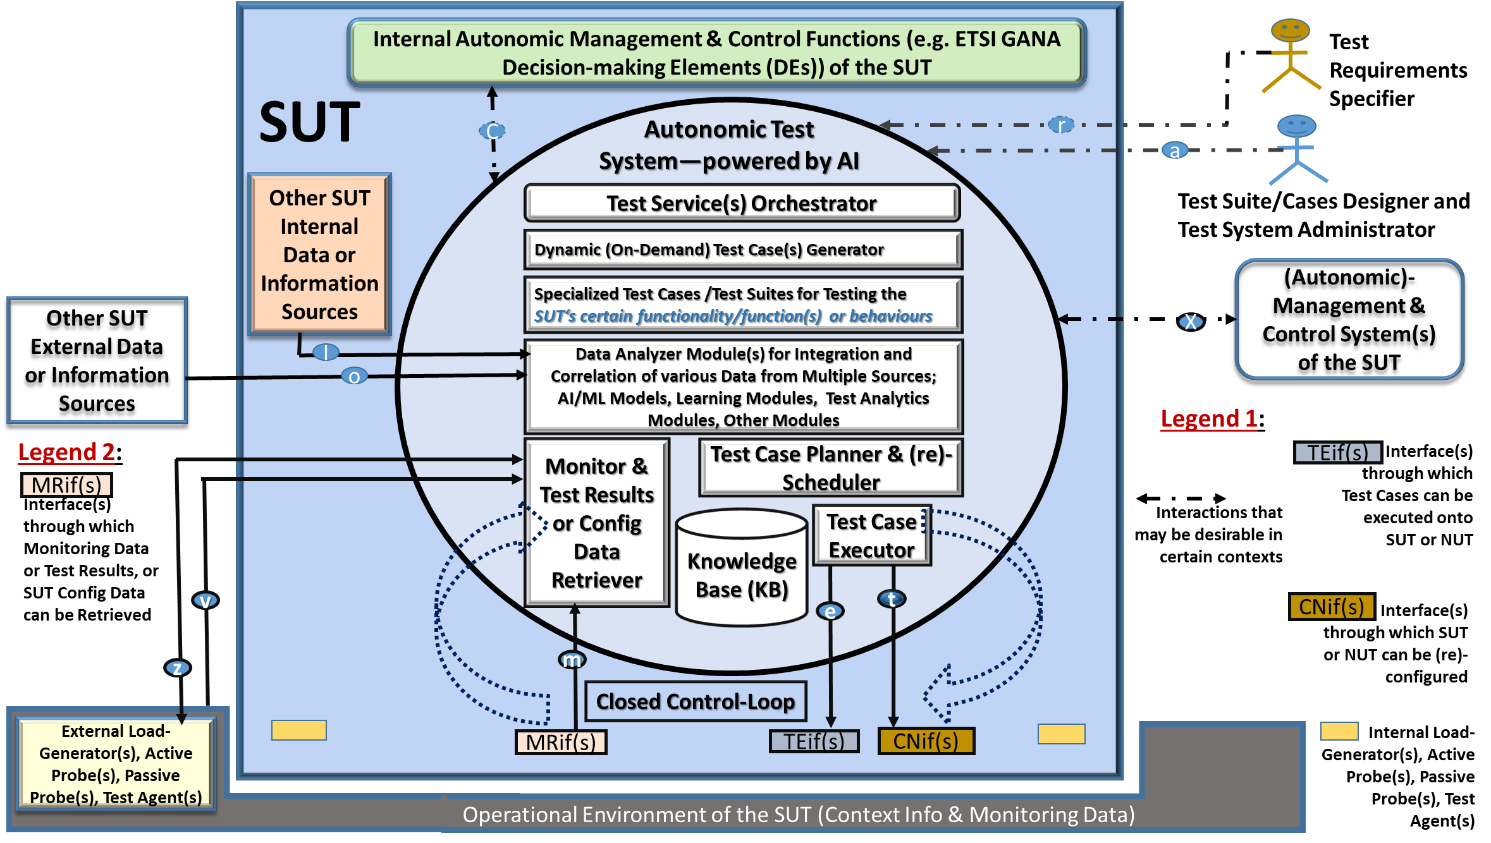 Internal Autonomic Management & Control Functions (e.g. ETSI GANA
Decision-making Elements (DEs)) of the SUT
SUT
C
Autonomic Test
System—powered by AI
Test Service(s) Orchestrator
Dynamic (On-Demand) Test Case(s) Generator
Specialized Test Cases /Test Suites for Testing the
SUT's certain functionality/function(s) or behaviours
Data Analyzer Module(s) for Integration and
Correlation of various Data from Multiple Sources;
AI/ML Models, Learning Modules, Test Analytics
Modules, Other Modules
Monitor &
Test Results
or Config
Data
Retriever
Test Case Planner & (re)-
Scheduler
Knowledge
Base (KB)
Test Case
Executor
e
t
m
Closed Control-Loop
MRif(s)
TEif(s)
CNif(s)
Other SUT
Internal
Data or
Information
Sources
l
o
Other SUT
External Data
or Information
Sources
Legend 2:
MRif(s)
Interface(s)
through which
Monitoring Data
or Test Results, or
SUT Config Data
can be Retrieved
v
z
External Load-
Generator(s), Active
Probe(s), Passive
Probe(s), Test Agent(s)
Operational Environment of the SUT (Context Info & Monitoring Data)
Test
Requirements
Specifier
r
a
Test Suite/Cases Designer and
Test System Administrator
x
(Autonomic)-
Management &
Control System(s)
of the SUT
Legend 1:
Interactions that
may be desirable in
certain contexts
TEif(s)
Interface(s)
through which
Test Cases can be
executed onto
SUT or NUT
CNif(s)
Interface(s)
through which SUT
or NUT can be (re)-
configured
Internal Load-
Generator(s), Active
Probe(s), Passive
Probe(s), Test
Agent(s)